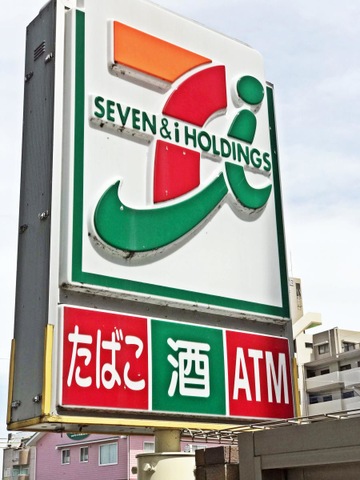 SEVEN & i HOLDINGS
たばこ 酒 ATM